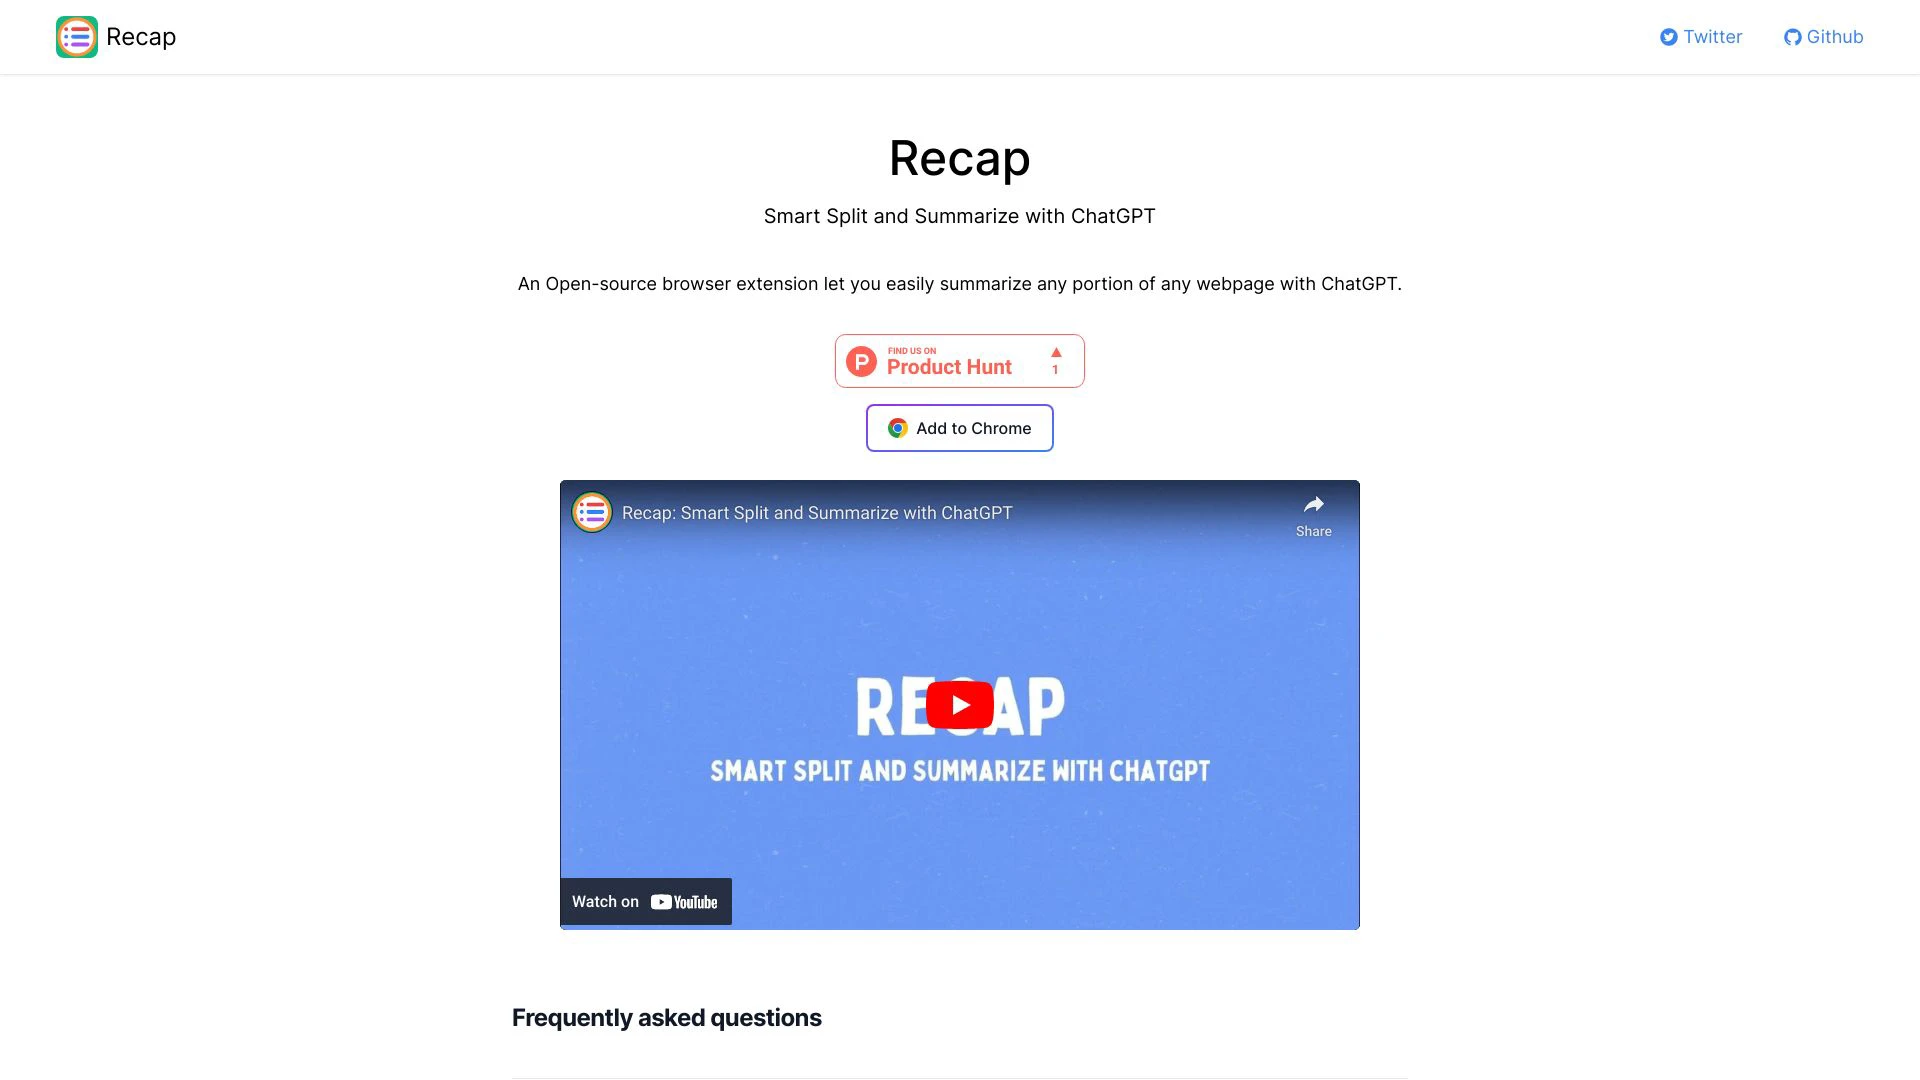 Recap
Twitter
Github
Recap
Smart Split and Summarize with ChatGPT
An Open-source browser extension let you easily summarize any portion of any webpage with ChatGPT.
P
FIND US ON
Product Hunt
1
Add to Chrome
Recap: Smart Split and Summarize with ChatGPT
Share
RECAP
SMART SPLIT AND SUMMARIZE WITH CHATGPT
Watch on YouTube
Frequently asked questions